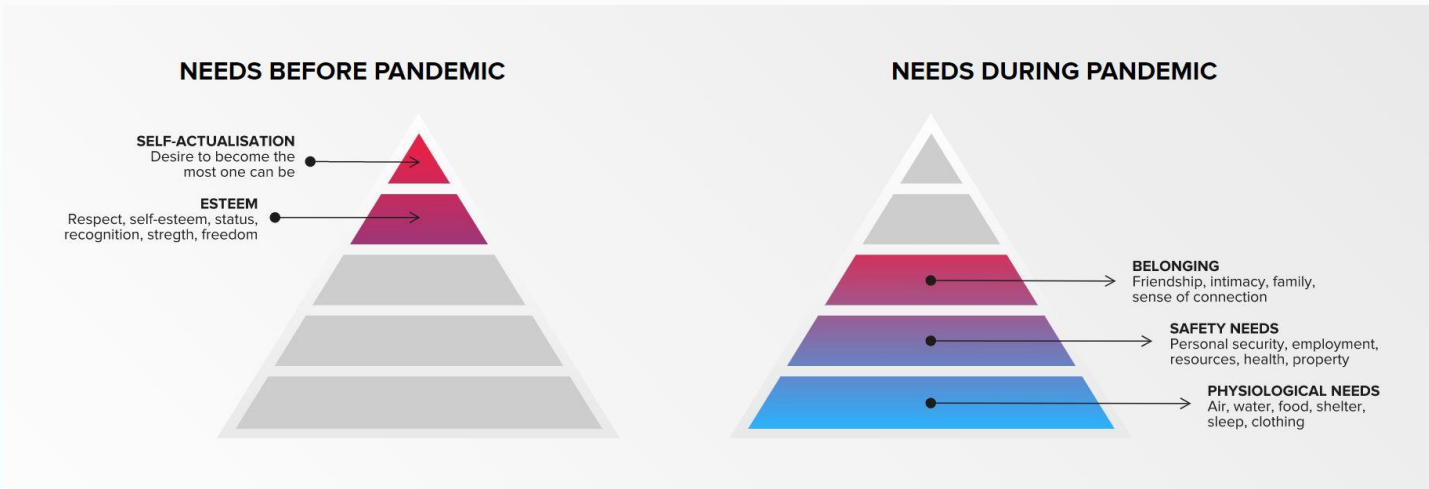 NEEDS BEFORE PANDEMIC
SELF-ACTUALISATION
Desire to become the
most one can be
ESTEEM
Respect, self-esteem, status,
recognition, stregth, freedom
NEEDS DURING PANDEMIC
BELONGING
Friendship, intimacy, family,
sense of connection
SAFETY NEEDS
Personal security, employment,
resources, health, property
PHYSIOLOGICAL NEEDS
Air, water, food, shelter,
sleep, clothing